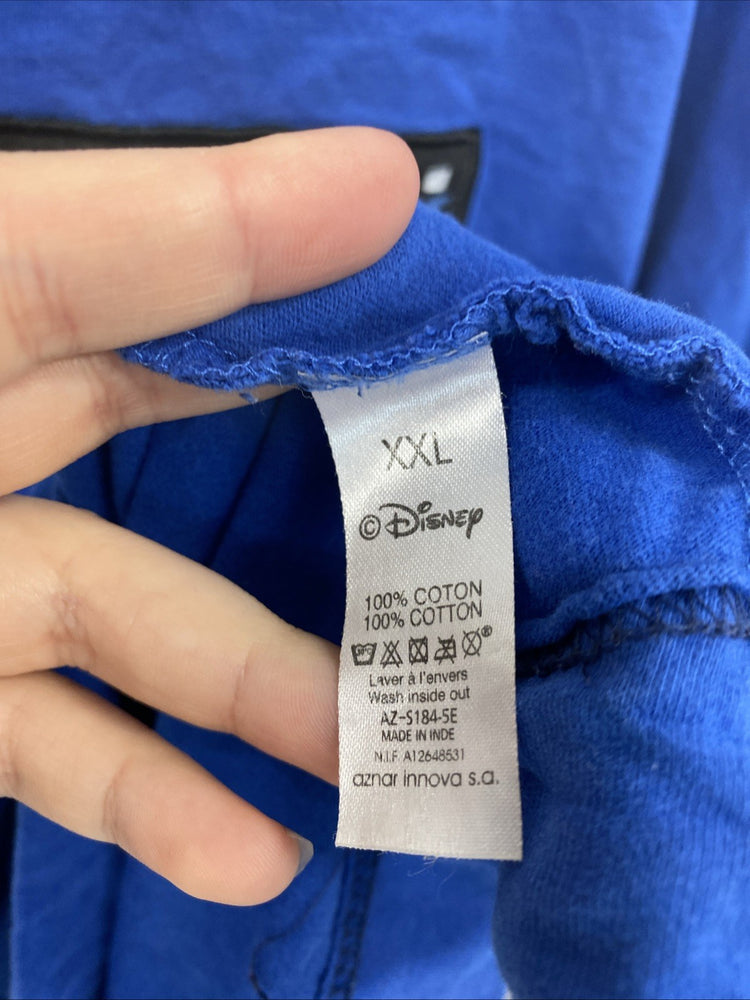 XXL
© Disney
100% COTON
100% COTTON
Laver à l'envers
Wash inside out
AZ-S184-5E
MADE IN INDE
N.I.F. A12648531
aznar innova s.a.